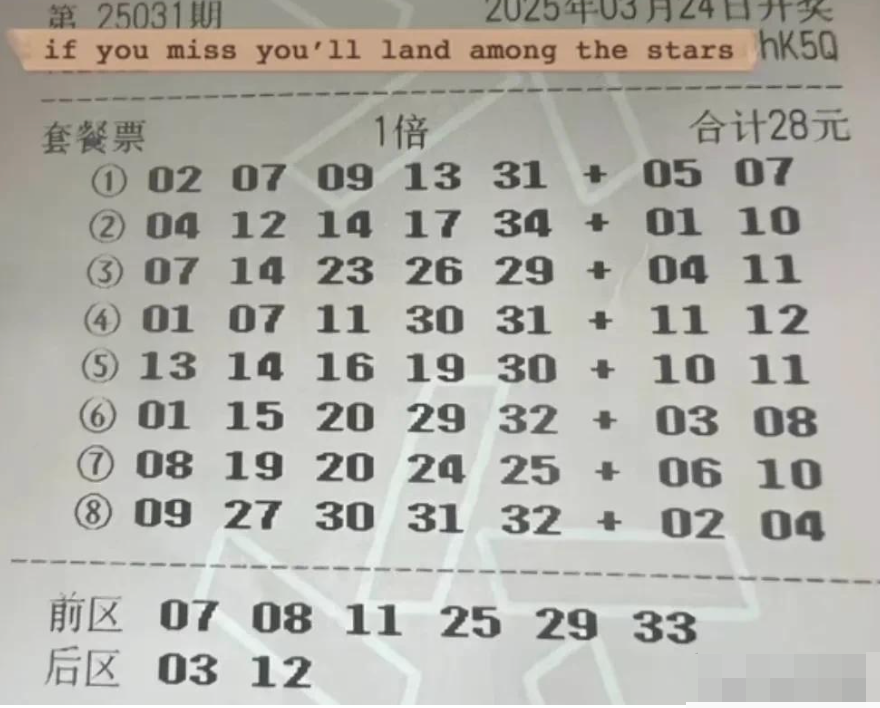 第 25031期 2025年03月24日开奖
if you miss you'll land among the stars hK5Q
套餐票 1倍 合计28元
① 02 07 09 13 31 + 05 07
② 04 12 14 17 34 + 01 10
③ 07 14 23 26 29 + 04 11
④ 01 07 11 30 31 + 11 12
⑤ 13 14 16 19 30 + 10 11
⑥ 01 15 20 29 32 + 03 08
⑦ 08 19 20 24 25 + 06 10
⑧ 09 27 30 31 32 + 02 04
前区 07 08 11 25 29 33
后区 03 12